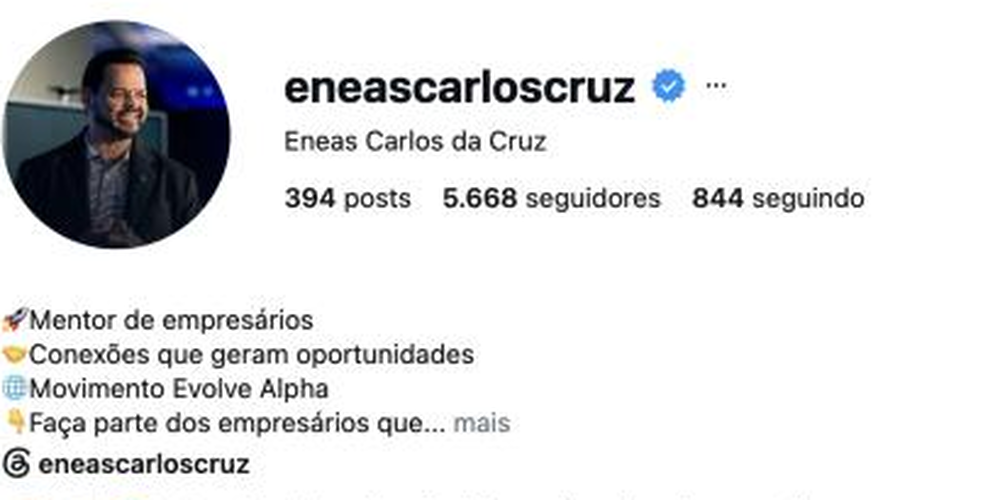 eneascarloscruz
Eneas Carlos da Cruz
394 posts 5.668 seguidores 844 seguindo
🚀Mentor de empresários
🤝Conexões que geram oportunidades
🌐Movimento Evolve Alpha
👇Faça parte dos empresários que... mais
eneascarloscruz